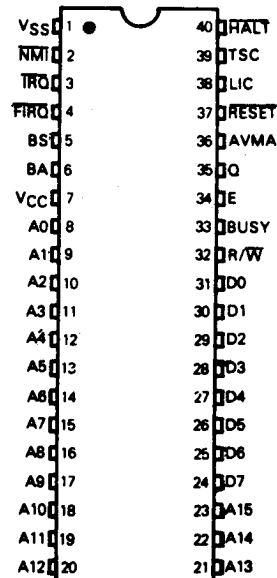 VSS 1 40 HALT
NMI 2 39 TSC
IRQ 3 38 LIC
FIRQ 4 37 RESET
BS 5 36 AVMA
BA 6 35 Q
VCC 7 34 E
A0 8 33 BUSY
A1 9 32 R/W
A2 10 31 D0
A3 11 30 D1
A4 12 29 D2
A5 13 28 D3
A6 14 27 D4
A7 15 26 D5
A8 16 25 D6
A9 17 24 D7
A10 18 23 A15
A11 19 22 A14
A12 20 21 A13